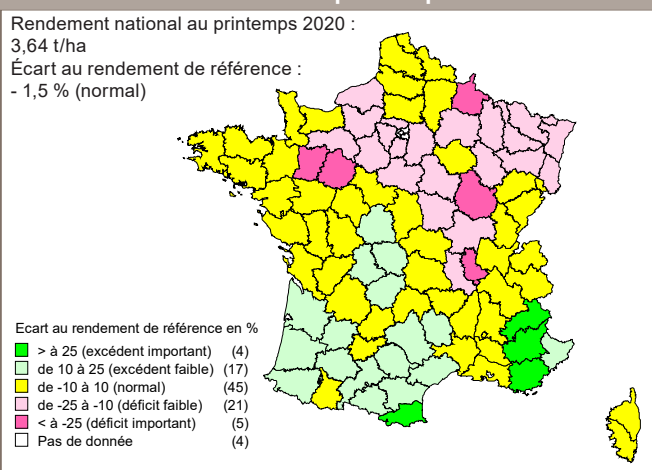 Rendement national au printemps 2020 :
3,64 t/ha
Écart au rendement de référence :
- 1,5 % (normal)
Ecart au rendement de référence en %
> à 25 (excédent important) (4)
de 10 à 25 (excédent faible) (17)
de -10 à 10 (normal) (45)
de -25 à -10 (déficit faible) (21)
< à -25 (déficit important) (5)
Pas de donnée (4)